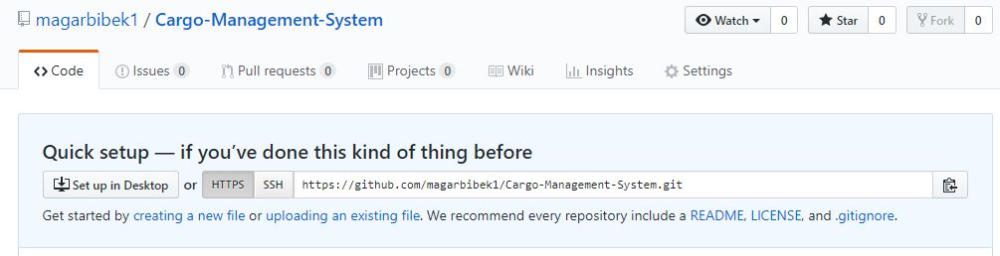 magarbibek1 / Cargo-Management-System Watch 0 Star 0 Fork 0
Code Issues 0 Pull requests 0 Projects 0 Wiki Insights Settings
Quick setup — if you’ve done this kind of thing before
Set up in Desktop or HTTPS SSH https://github.com/magarbibek1/Cargo-Management-System.git
Get started by creating a new file or uploading an existing file. We recommend every repository include a README, LICENSE, and .gitignore.